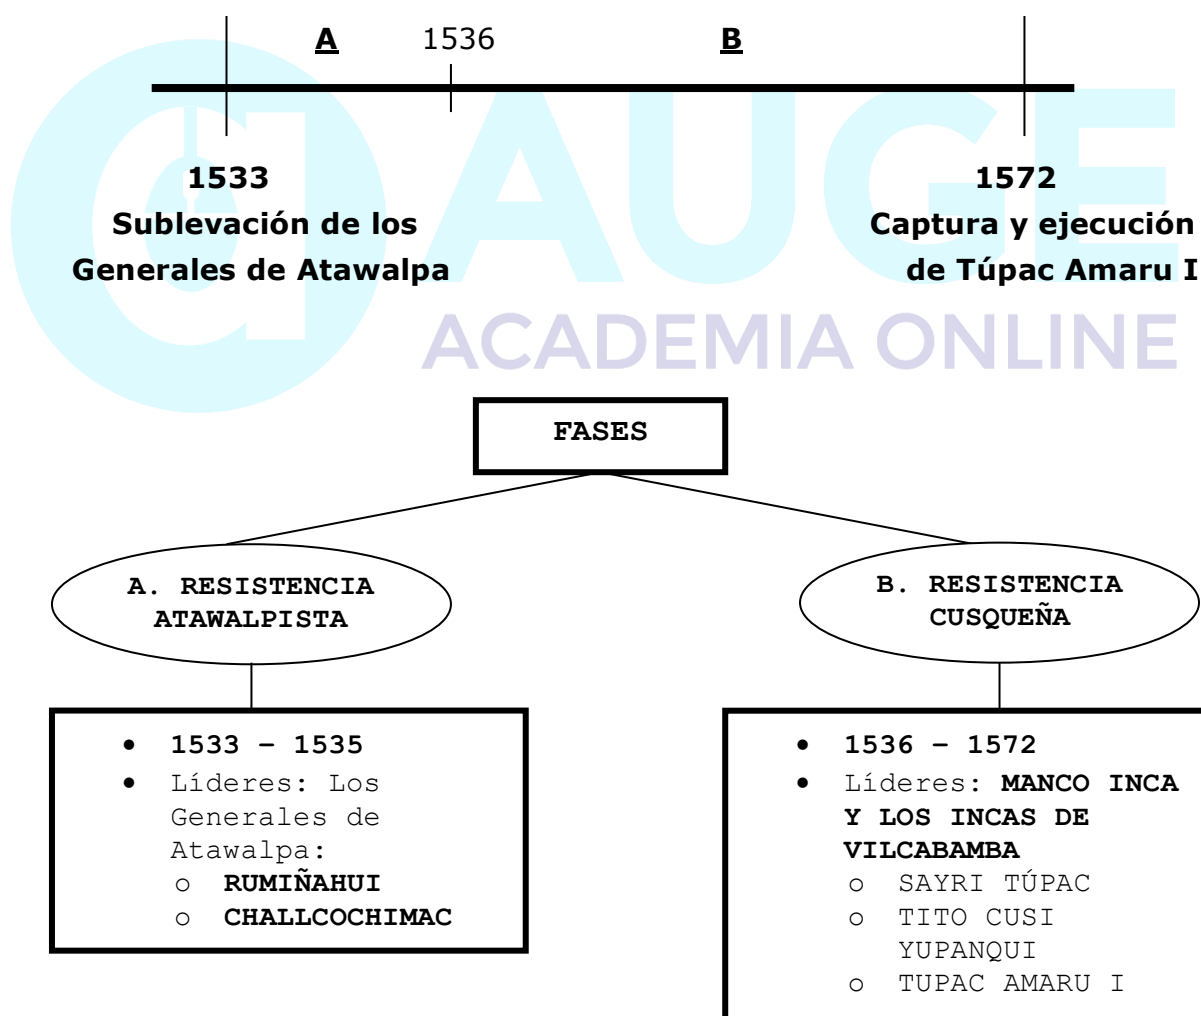 A 1536 B
1533
Sublevación de los
Generales de Atawalpa
1572
Captura y ejecución
de Túpac Amaru I
AUGE
ACADEMIA ONLINE
FASES
A. RESISTENCIA
ATAWALPISTA
B. RESISTENCIA
CUSQUEÑA
• 1533 – 1535
• Líderes: Los
Generales de
Atawalpa:
o RUMIÑAHUI
o CHALLCOCHIMAC
• 1536 – 1572
• Líderes: MANCO INCA
Y LOS INCAS DE
VILCABAMBA
o SAYRI TÚPAC
o TITO CUSI
YUPANQUI
o TUPAC AMARU I